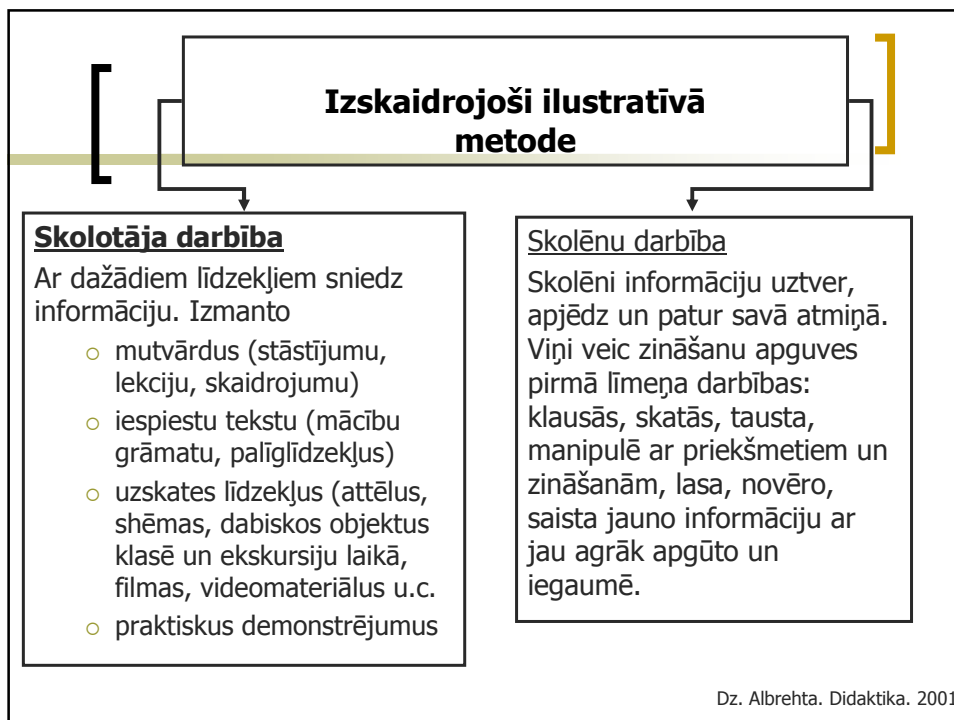 Izskaidrojoši ilustratīvā
metode
Skolotāja darbība
Ar dažādiem līdzekļiem sniedz
informāciju. Izmanto
mutvārdus (stāstījumu,
lekciju, skaidrojumu)
iespiestu tekstu (mācību
grāmatu, palīglīdzekļus)
uzskates līdzekļus (attēlus,
shēmas, dabiskos objektus
klasē un ekskursiju laikā,
filmas, videomateriālus u.c.
praktiskus demonstrējumus
Skolēnu darbība
Skolēni informāciju uztver,
apjēdz un patur savā atmiņā.
Viņi veic zināšanu apguves
pirmā līmeņa darbības:
klausās, skatās, tausta,
manipulē ar priekšmetiem un
zināšanām, lasa, novēro,
saista jauno informāciju ar
jau agrāk apgūto un
iegaumē.
Dz. Albrehta. Didaktika. 2001